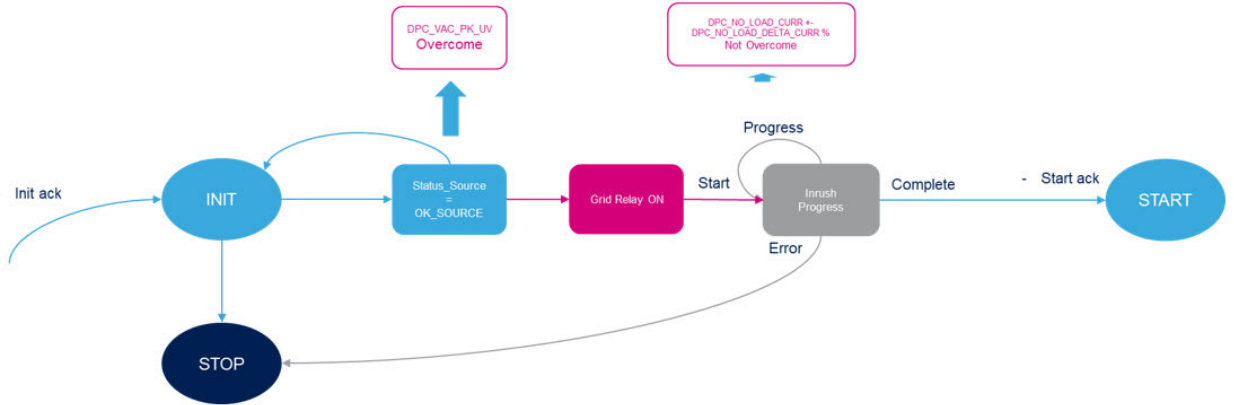 DPC_VAC_PK_UV
Overcome
DPC_NO_LOAD_CURR +-
DPC_NO_LOAD_DELTA_CURR %
Not Overcome
Progress
- Init ack
INIT
Status_Source
=
OK_SOURCE
Grid Relay ON
Start
Inrush
Progress
Complete
- Start ack
START
Error
STOP